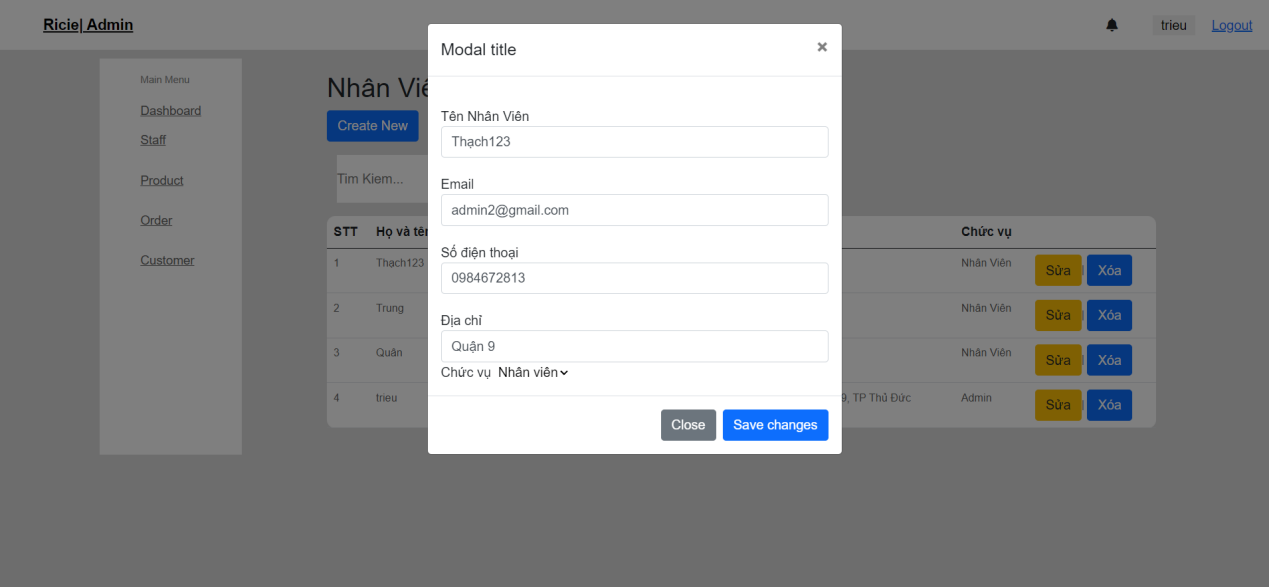 Ricie| Admin
trieu
Logout
Modal title
×
Main Menu
Dashboard
Staff
Product
Order
Customer
Nhân Viê
Create New
Tim Kiem...
Tên Nhân Viên
Thạch123
Email
admin2@gmail.com
Số điện thoại
0984672813
Địa chỉ
Quận 9
Chức vụ Nhân viên
Close Save changes
STT Họ và tên Chức vụ
1 Thạch123 Nhân Viên Sửa Xóa
2 Trung Nhân Viên Sửa Xóa
3 Quân Nhân Viên Sửa Xóa
4 trieu 9, TP Thủ Đức Admin Sửa Xóa